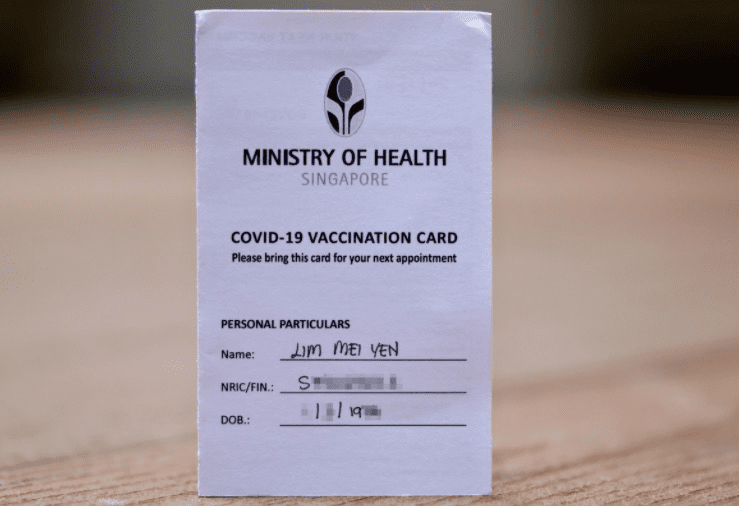 MINISTRY OF HEALTH
SINGAPORE
COVID-19 VACCINATION CARD
Please bring this card for your next appointment
PERSONAL PARTICULARS
Name: LIM MEI YEN
NRIC/FIN.: S
DOB.: / / 19